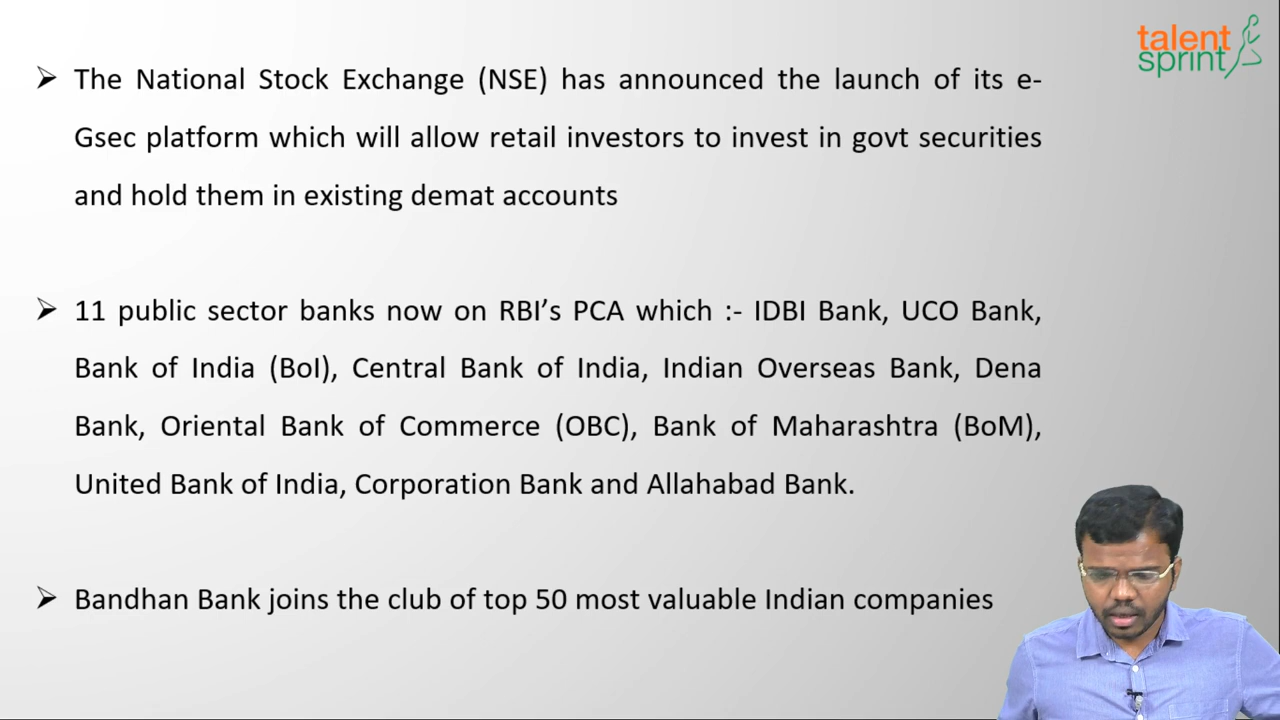 talent
sprint
➢ The National Stock Exchange (NSE) has announced the launch of its e-
Gsec platform which will allow retail investors to invest in govt securities
and hold them in existing demat accounts
➢ 11 public sector banks now on RBI’s PCA which :- IDBI Bank, UCO Bank,
Bank of India (BoI), Central Bank of India, Indian Overseas Bank, Dena
Bank, Oriental Bank of Commerce (OBC), Bank of Maharashtra (BoM),
United Bank of India, Corporation Bank and Allahabad Bank.
➢ Bandhan Bank joins the club of top 50 most valuable Indian companies